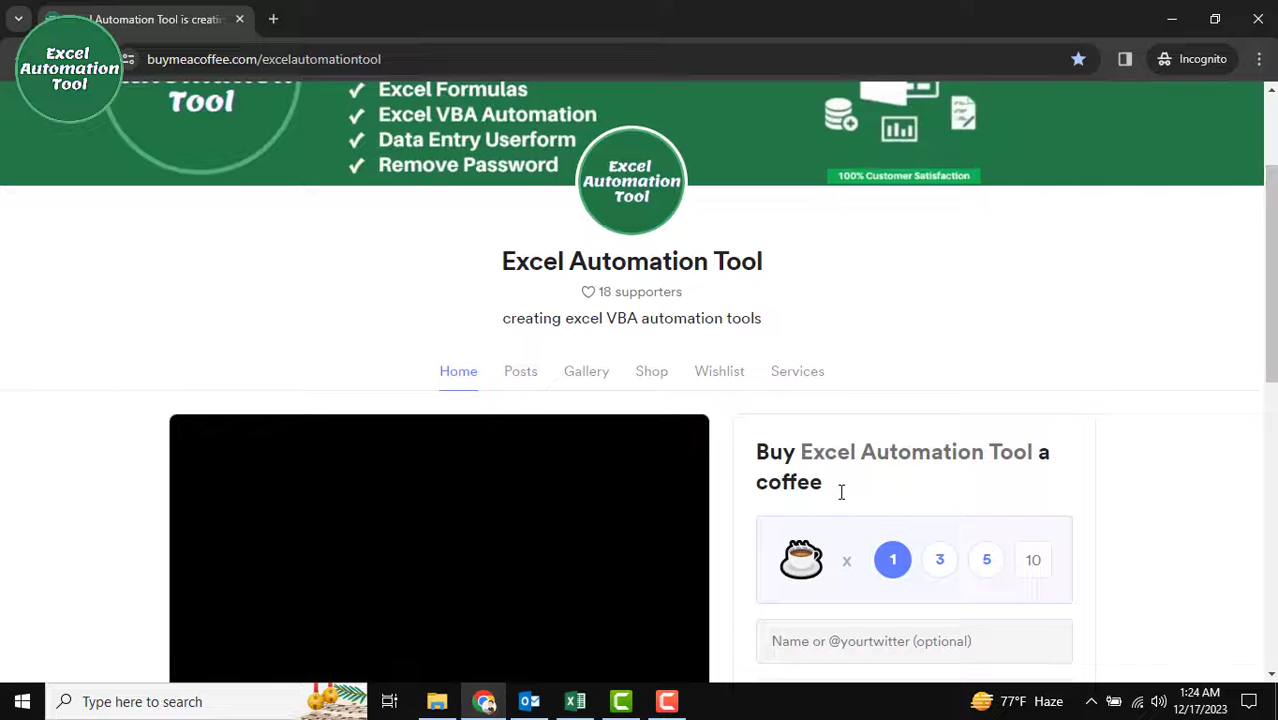 Automation Tool is creatin
buymeacoffee.com/excelautomationtool
Incognito
Excel
Automation
Tool
Tool
Excel Formulas
Excel VBA Automation
Data Entry Userform
Remove Password
100% Customer Satisfaction
Excel
Automation
Tool
Excel Automation Tool
18 supporters
creating excel VBA automation tools
Home Posts Gallery Shop Wishlist Services
Buy Excel Automation Tool a
coffee
x 1 3 5 10
Name or @yourtwitter (optional)
Type here to search
77°F Haze
1:24 AM
12/17/2023